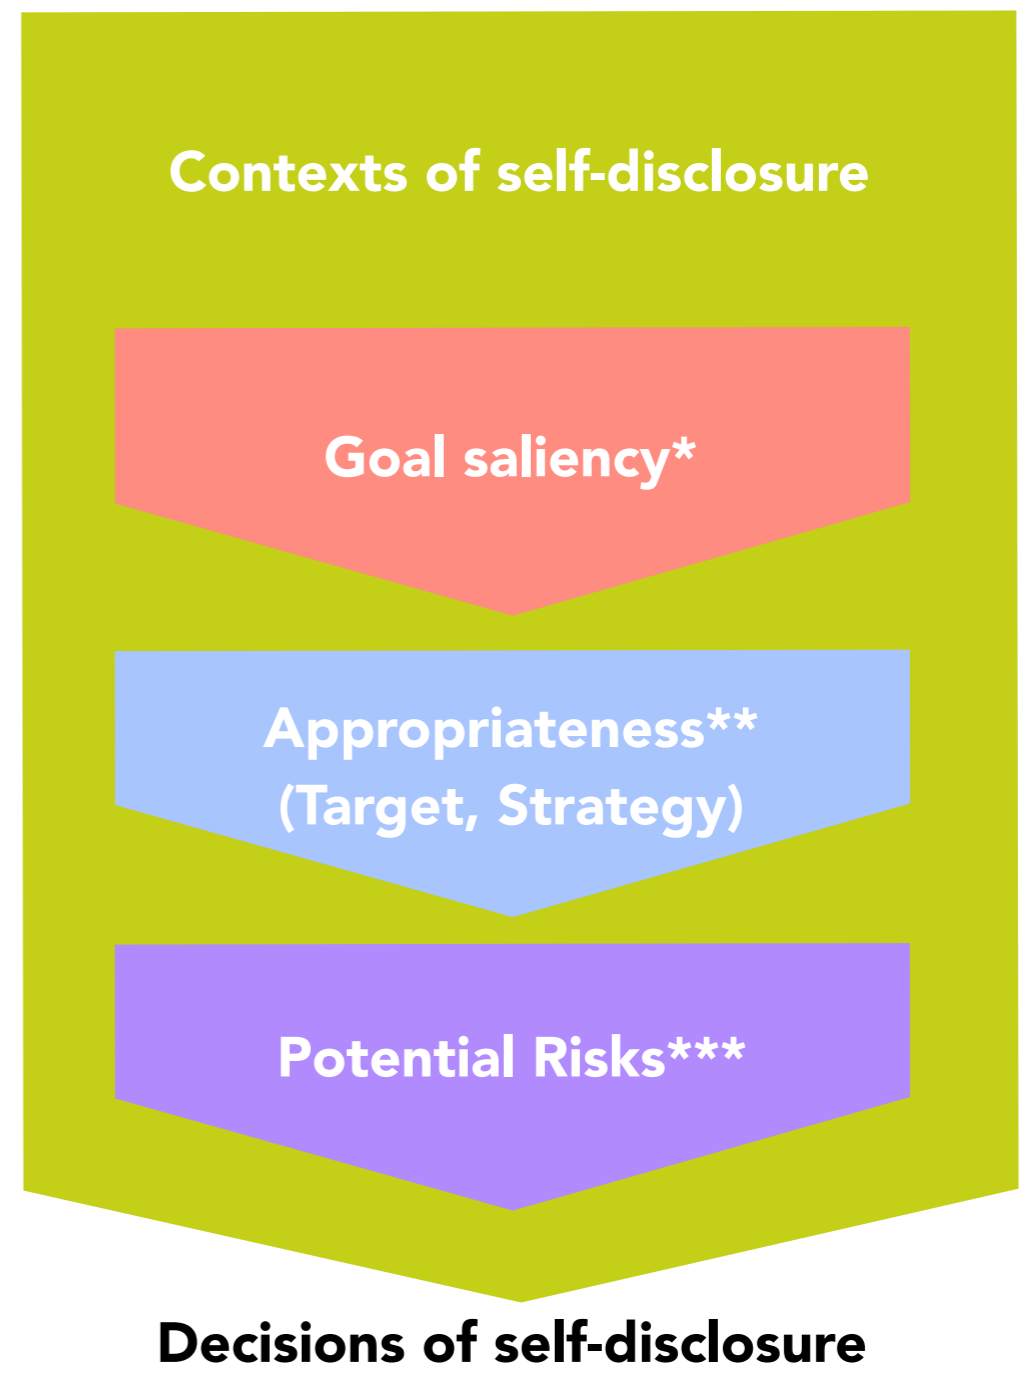 Contexts of self-disclosure
Goal saliency*
Appropriateness**
(Target, Strategy)
Potential Risks***
Decisions of self-disclosure